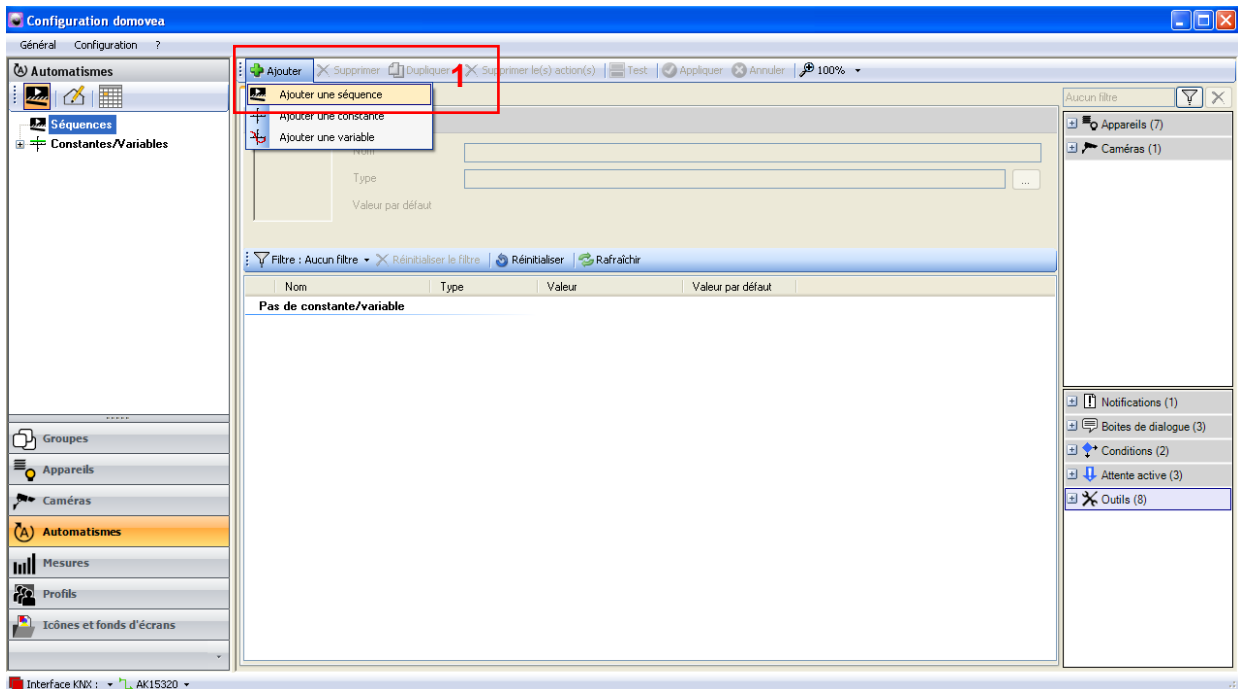 Configuration domovea
Général Configuration ?
Automatismes
Ajouter Supprimer Dupliquer Supprimer le(s) action(s) Test Appliquer Annuler 100%
1
Ajouter une séquence
Ajouter une constante
Ajouter une variable
Séquences
Constantes/Variables
Nom
Type
...
Valeur par défaut
Filtre : Aucun filtre Réinitialiser le filtre Réinitialiser Rafraîchir
Nom Type Valeur Valeur par défaut
Pas de constante/variable
Aucun filtre
Appareils (7)
Caméras (1)
Notifications (1)
Boites de dialogue (3)
Conditions (2)
Attente active (3)
Outils (8)
Groupes
Appareils
Caméras
Automatismes
Mesures
Profils
Icônes et fonds d'écrans
Interface KNX : AK15320